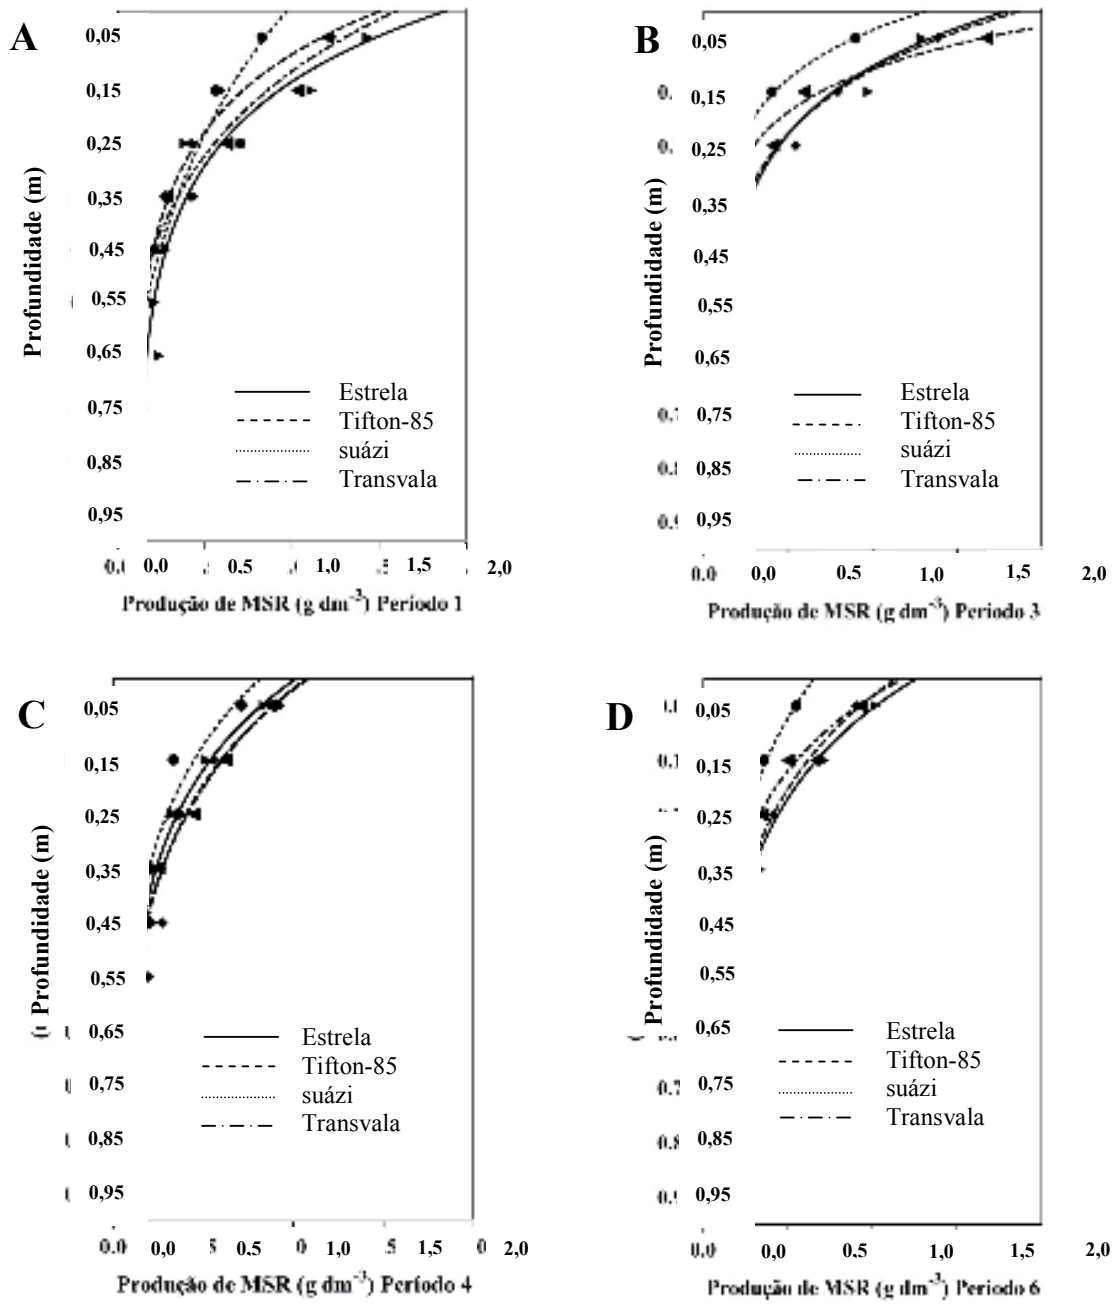 A
Profundidade (m)
0,05
0,15
0,25
0,35
0,45
0,55
0,65
0,75
0,85
0,95
Estrela
Tifton-85
suázi
Transvala
0,0 0.5 1,0 1,5 2,0
Produção de MSR (g dm⁻³) Período 1
B
Profundidade (m)
0,05
0,15
0,25
0,35
0,45
0,55
0,65
0,75
0,85
0,95
Estrela
Tifton-85
suázi
Transvala
0.0 0,0 0,5 1,0 1,5 2,0
Produção de MSR (g dm⁻³) Período 3
C
Profundidade (m)
0,05
0,15
0,25
0,35
0,45
0,55
0,65
0,75
0,85
0,95
Estrela
Tifton-85
suázi
Transvala
0.0 0,0 0,5 1,0 1,5 2,0
Produção de MSR (g dm⁻³) Período 4
D
Profundidade (m)
0,05
0,15
0,25
0,35
0,45
0,55
0,65
0,75
0,85
0,95
Estrela
Tifton-85
suázi
Transvala
0.0 0,0 0,5 1,0 1,5 2,0
Produção de MSR (g dm⁻³) Período 6